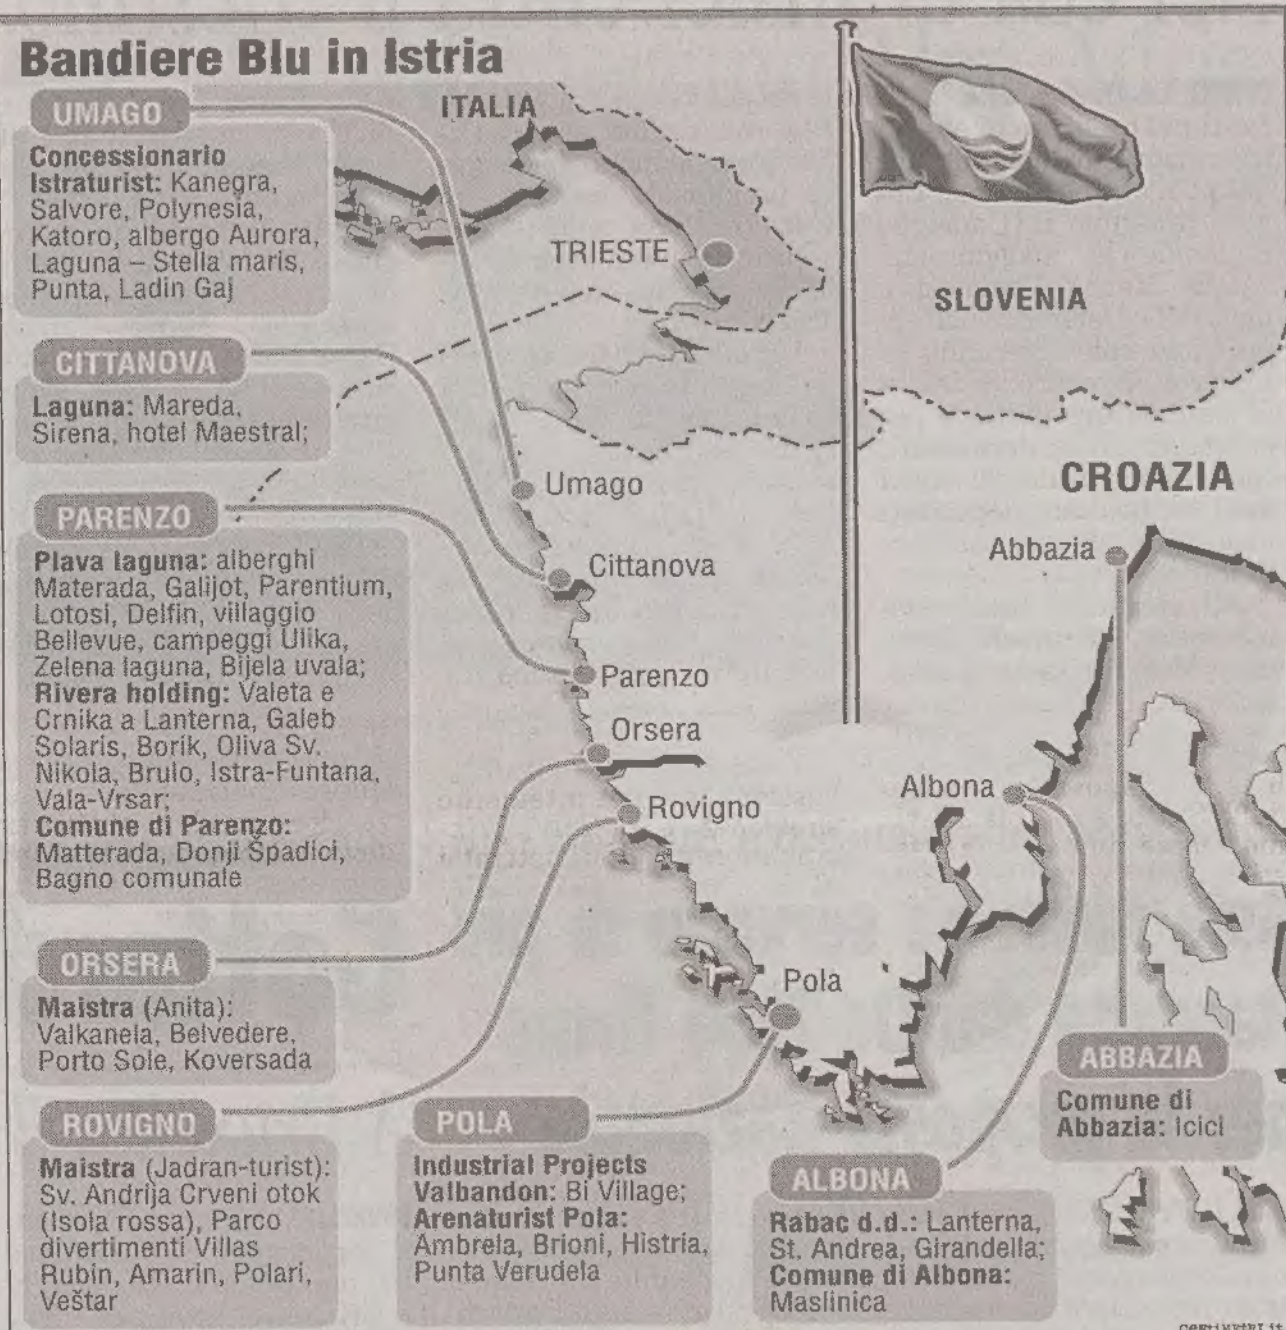 Bandiere Blu in Istria
UMAGO
Concessionario
Istraturist: Kanegra,
Salvore, Polynesia,
Katoro, albergo Aurora,
Laguna – Stella maris,
Punta, Ladin Gaj
CITTANOVA
Laguna: Mareda,
Sirena, hotel Maestral;
PARENZO
Plava laguna: alberghi
Materada, Galijot, Parentium,
Lotosi, Delfin, villaggio
Bellevue, campeggi Ulika,
Zelena laguna, Bijela uvala;
Rivera holding: Valeta e
Crnika a Lanterna, Galeb
Solaris, Borik, Oliva Sv.
Nikola, Brulo, Istra-Funtana,
Vala-Vrsar;
Comune di Parenzo:
Matterada, Donji Špadici,
Bagno comunale
ORSERA
Maistra (Anita):
Valkanela, Belvedere,
Porto Sole, Koversada
ROVIGNO
Maistra (Jadran-turist):
Sv. Andrija Crveni otok
(Isola rossa), Parco
divertimenti Villas
Rubin, Amarin, Polari,
Veštar
POLA
Industrial Projects
Valbandon: Bi Village;
Arenaturist Pola:
Ambrela, Brioni, Histria,
Punta Verudela
ALBONA
Rabac d.d.: Lanterna,
St. Andrea, Girandella;
Comune di Albona:
Maslinica
ABBAZIA
Comune di
Abbazia: Icici
ITALIA
TRIESTE
SLOVENIA
CROAZIA
Umago
Cittanova
Parenzo
Orsera
Rovigno
Pola
Albona
Abbazia